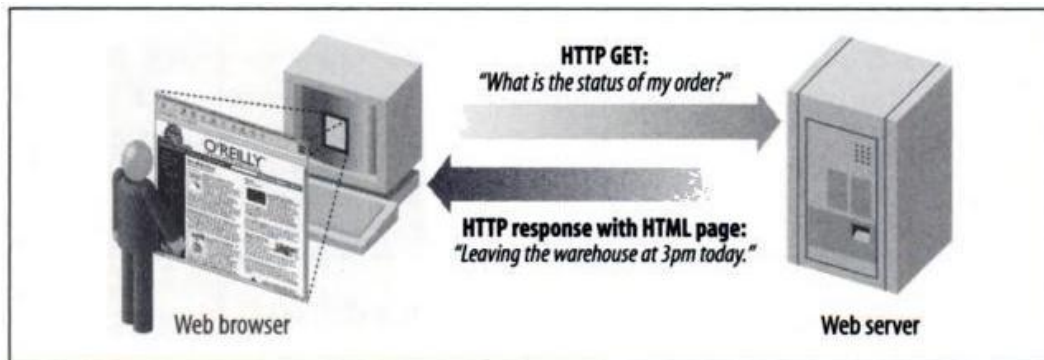 HTTP GET:
"What is the status of my order?"
O'REILLY
HTTP response with HTML page:
"Leaving the warehouse at 3pm today."
Web browser
Web server